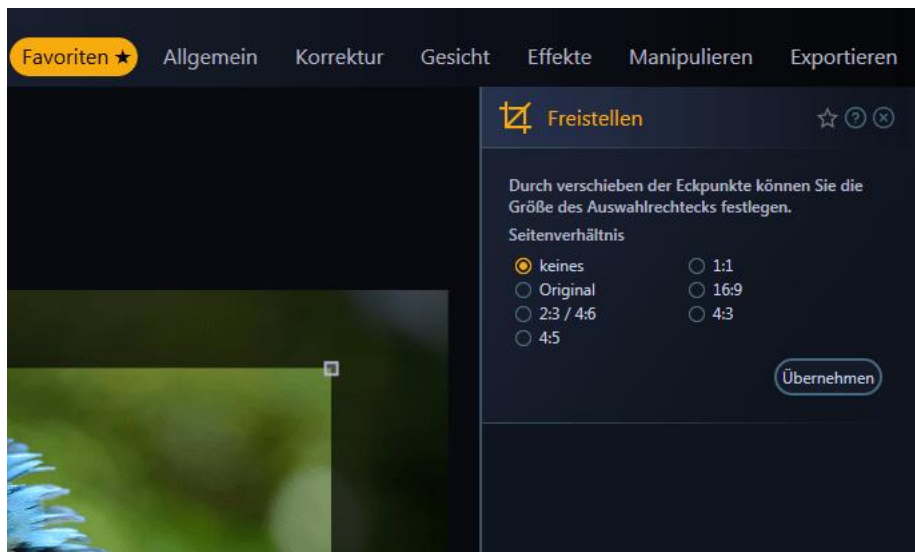 Favoriten ★ Allgemein Korrektur Gesicht Effekte Manipulieren Exportieren
Freistellen
Durch verschieben der Eckpunkte können Sie die
Größe des Auswahlrechtecks festlegen.
Seitenverhältnis
keines 1:1
Original 16:9
2:3 / 4:6 4:3
4:5
Übernehmen